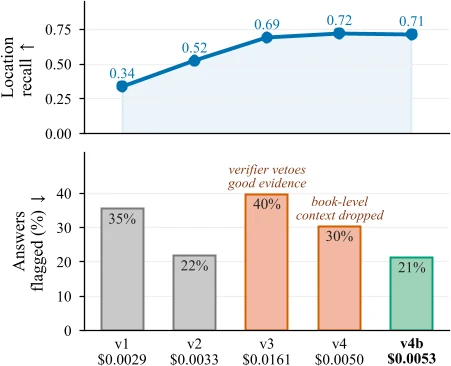 Location
recall ↑
0.75
0.50
0.25
0.00
0.34
0.52
0.69
0.72
0.71
Answers
flagged (%) ↓
40
30
20
10
0
verifier vetoes
good evidence
book-level
context dropped
35%
22%
40%
30%
21%
v1
$0.0029
v2
$0.0033
v3
$0.0161
v4
$0.0050
v4b
$0.0053